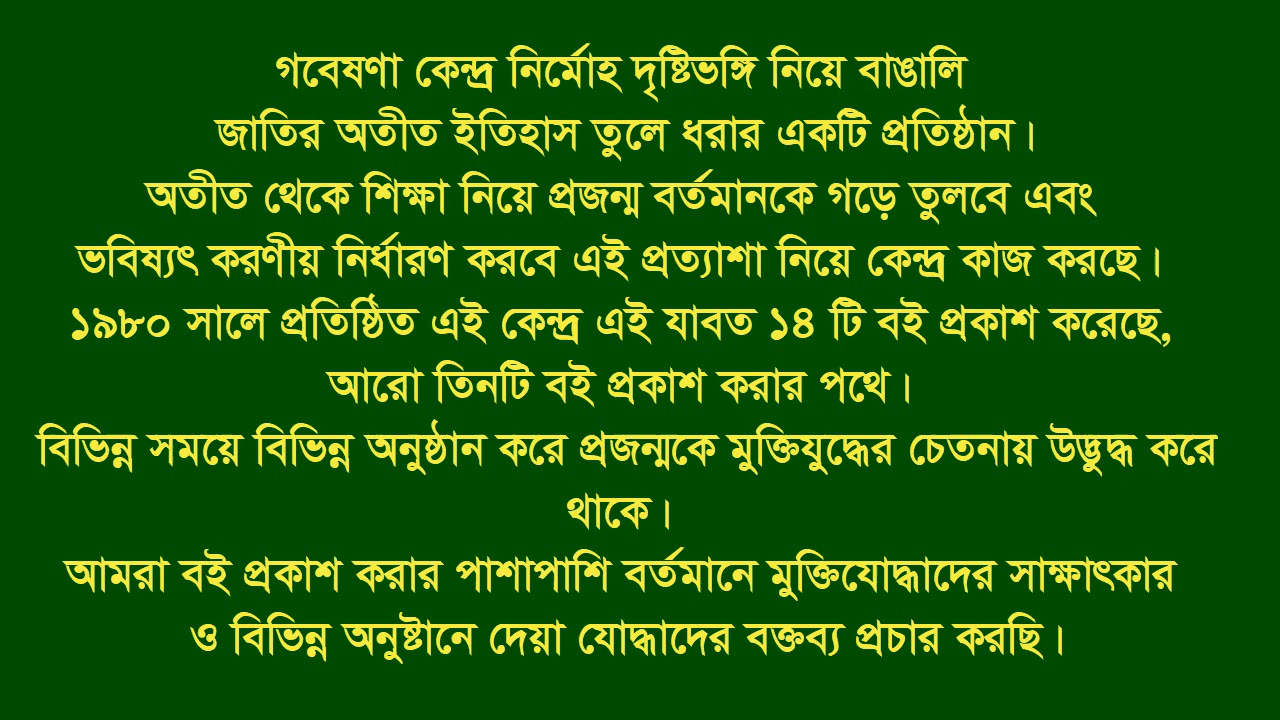 গবেষণা কেন্দ্র নির্মোহ দৃষ্টিভঙ্গি নিয়ে বাঙালি
জাতির অতীত ইতিহাস তুলে ধরার একটি প্রতিষ্ঠান।
অতীত থেকে শিক্ষা নিয়ে প্রজন্ম বর্তমানকে গড়ে তুলবে এবং
ভবিষ্যৎ করণীয় নির্ধারণ করবে এই প্রত্যাশা নিয়ে কেন্দ্র কাজ করছে।
১৯৮০ সালে প্রতিষ্ঠিত এই কেন্দ্র এই যাবত ১৪ টি বই প্রকাশ করেছে,
আরো তিনটি বই প্রকাশ করার পথে।
বিভিন্ন সময়ে বিভিন্ন অনুষ্ঠান করে প্রজন্মকে মুক্তিযুদ্ধের চেতনায় উদ্ভুদ্ধ করে
থাকে।
আমরা বই প্রকাশ করার পাশাপাশি বর্তমানে মুক্তিযোদ্ধাদের সাক্ষাৎকার
ও বিভিন্ন অনুষ্টানে দেয়া যোদ্ধাদের বক্তব্য প্রচার করছি।